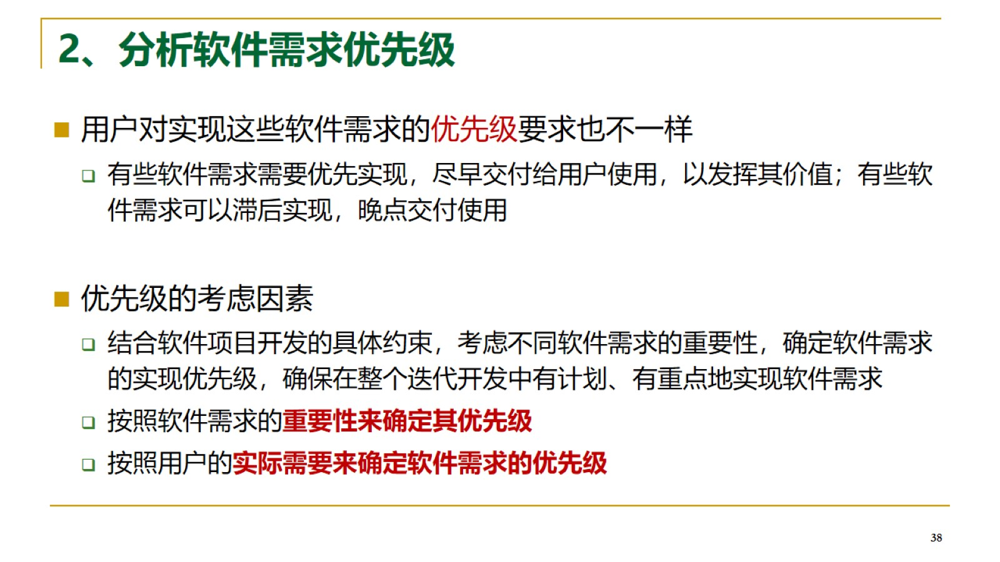 2、分析软件需求优先级
用户对实现这些软件需求的优先级要求也不一样
有些软件需求需要优先实现，尽早交付给用户使用，以发挥其价值；有些软
件需求可以滞后实现，晚点交付使用
优先级的考虑因素
结合软件项目开发的具体约束，考虑不同软件需求的重要性，确定软件需求
的实现优先级，确保在整个迭代开发中有计划、有重点地实现软件需求
按照软件需求的重要性来确定其优先级
按照用户的实际需要来确定软件需求的优先级
38